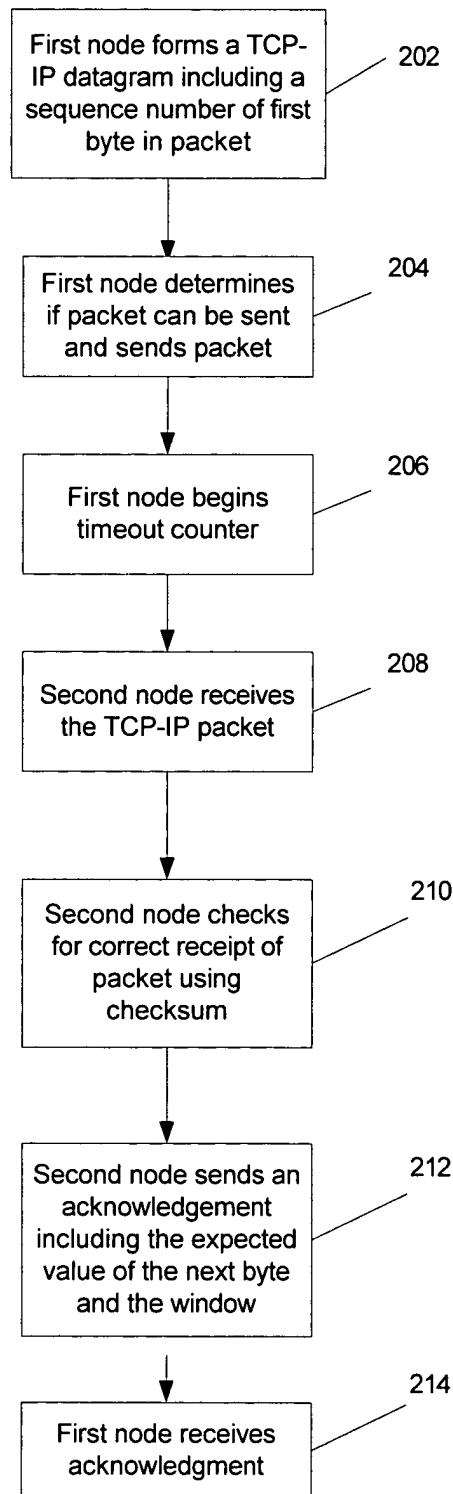 First node forms a TCP-
IP datagram including a
sequence number of first
byte in packet
202
First node determines
if packet can be sent
and sends packet
204
First node begins
timeout counter
206
Second node receives
the TCP-IP packet
208
Second node checks
for correct receipt of
packet using
checksum
210
Second node sends an
acknowledgement
including the expected
value of the next byte
and the window
212
First node receives
acknowledgment
214